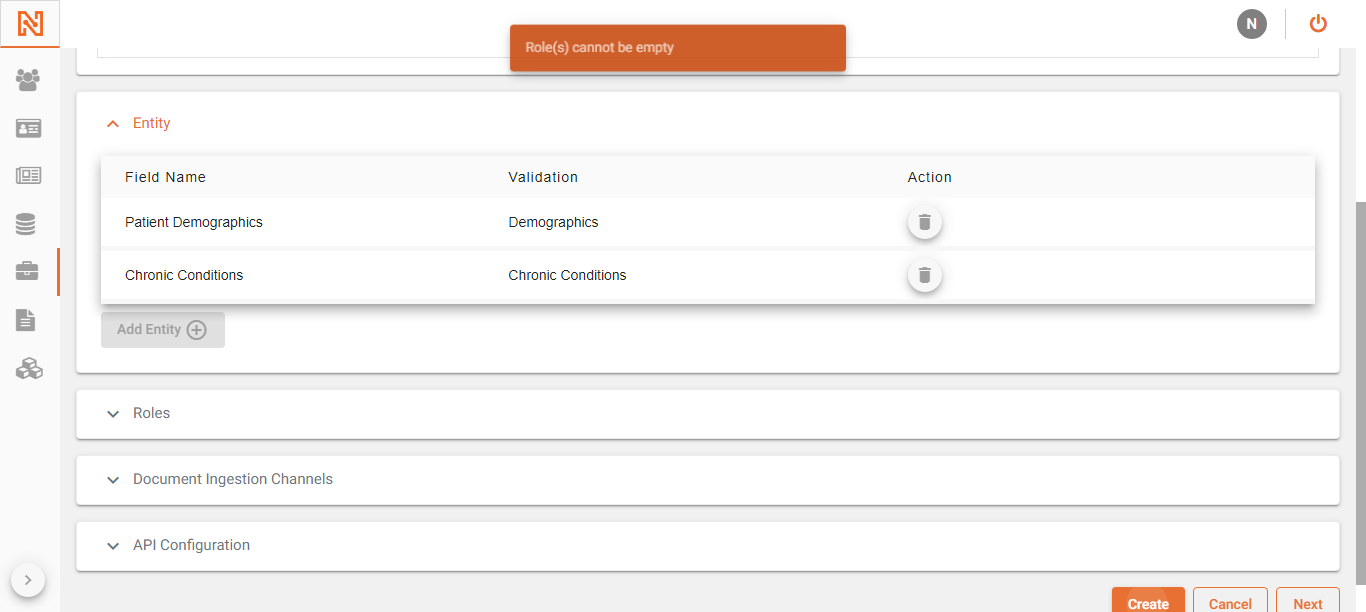 N
Role(s) cannot be empty
Entity
Field Name Validation Action
Patient Demographics Demographics
Chronic Conditions Chronic Conditions
Add Entity
Roles
Document Ingestion Channels
API Configuration
Create Cancel Next